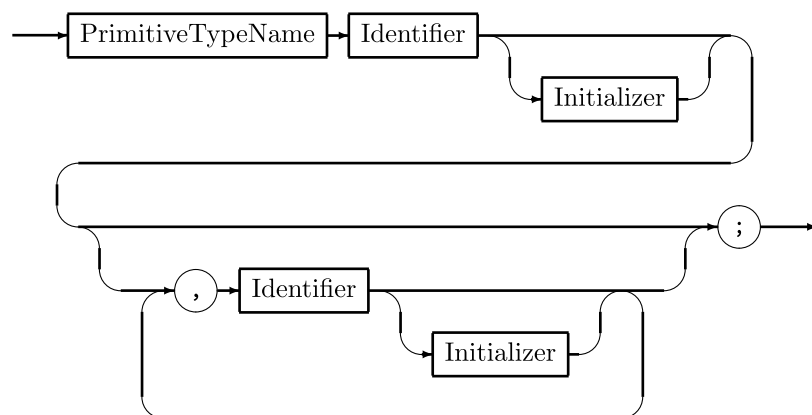 PrimitiveTypeName Identifier
Initializer
;
, Identifier
Initializer